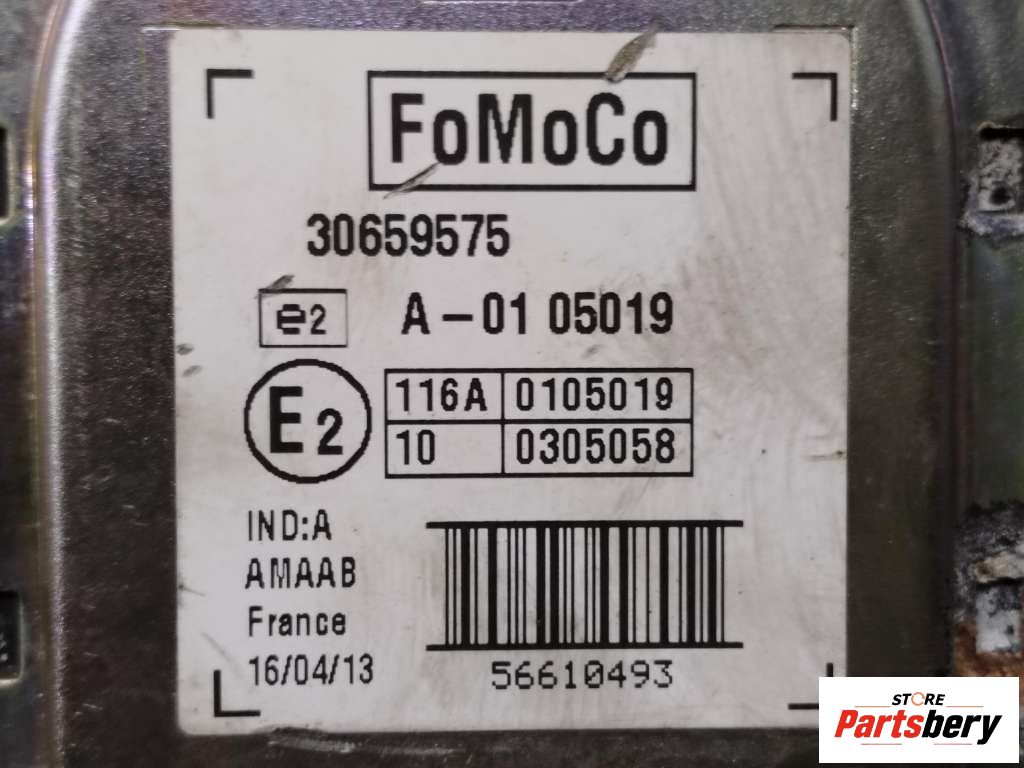 FoMoCo
30659575
e2 A-01 05019
E2
116A 0105019
10 0305058
IND:A
AMAAB
France
16/04/13
56610493
STORE
Partsbery